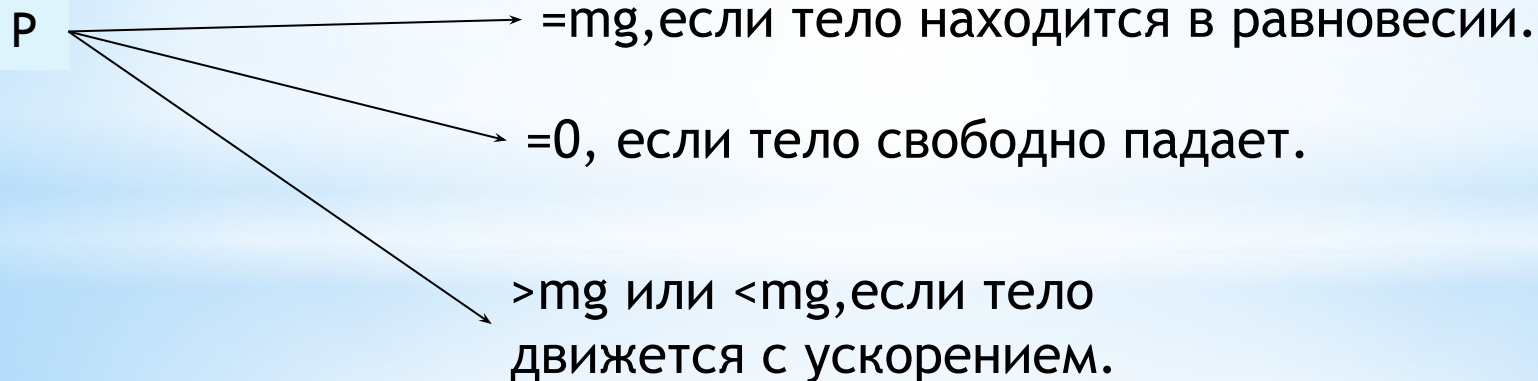 Р
=mg,если тело находится в равновесии.
=0, если тело свободно падает.
>mg или <mg,если тело
движется с ускорением.